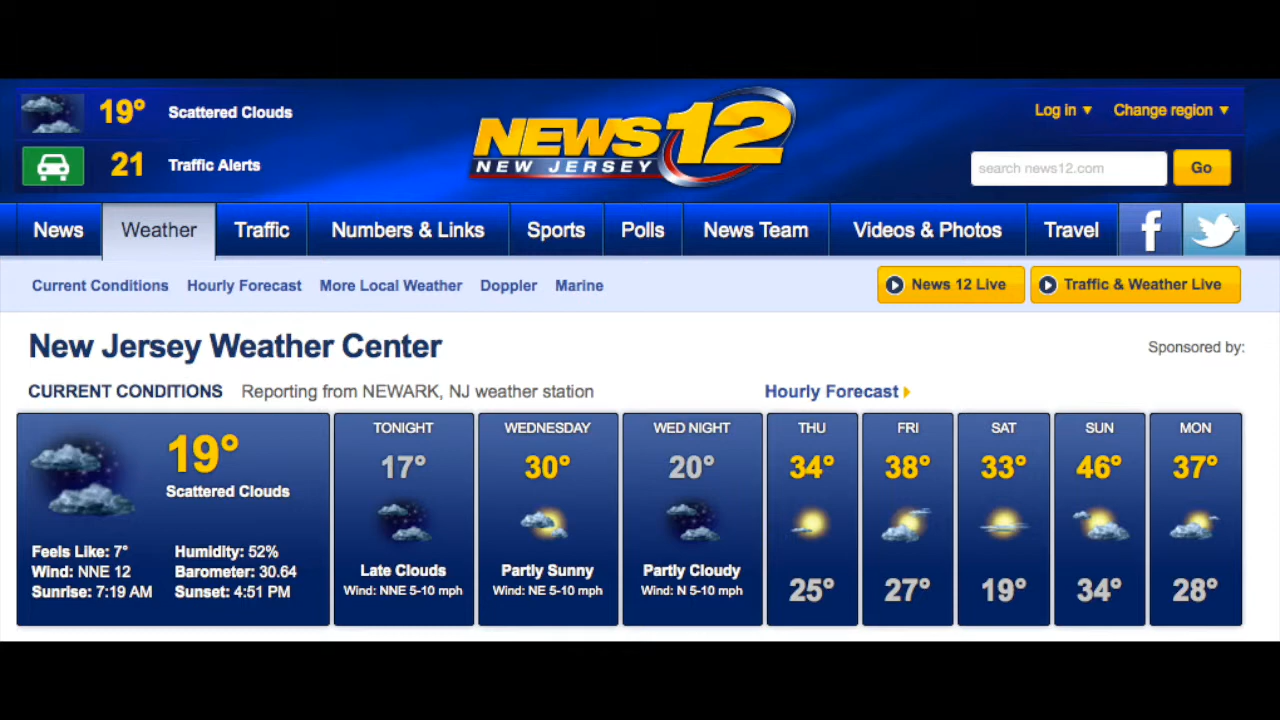 19° Scattered Clouds
21 Traffic Alerts
NEWS 12
NEW JERSEY
Log in Change region
search news12.com Go
News Weather Traffic Numbers & Links Sports Polls News Team Videos & Photos Travel f
Current Conditions Hourly Forecast More Local Weather Doppler Marine News 12 Live Traffic & Weather Live
New Jersey Weather Center
Sponsored by:
CURRENT CONDITIONS Reporting from NEWARK, NJ weather station Hourly Forecast
19°
Scattered Clouds
Feels Like: 7° Humidity: 52%
Wind: NNE 12 Barometer: 30.64
Sunrise: 7:19 AM Sunset: 4:51 PM
TONIGHT
17°
Late Clouds
Wind: NNE 5-10 mph
WEDNESDAY
30°
Partly Sunny
Wind: NE 5-10 mph
WED NIGHT
20°
Partly Cloudy
Wind: N 5-10 mph
THU
34°
25°
FRI
38°
27°
SAT
33°
19°
SUN
46°
34°
MON
37°
28°